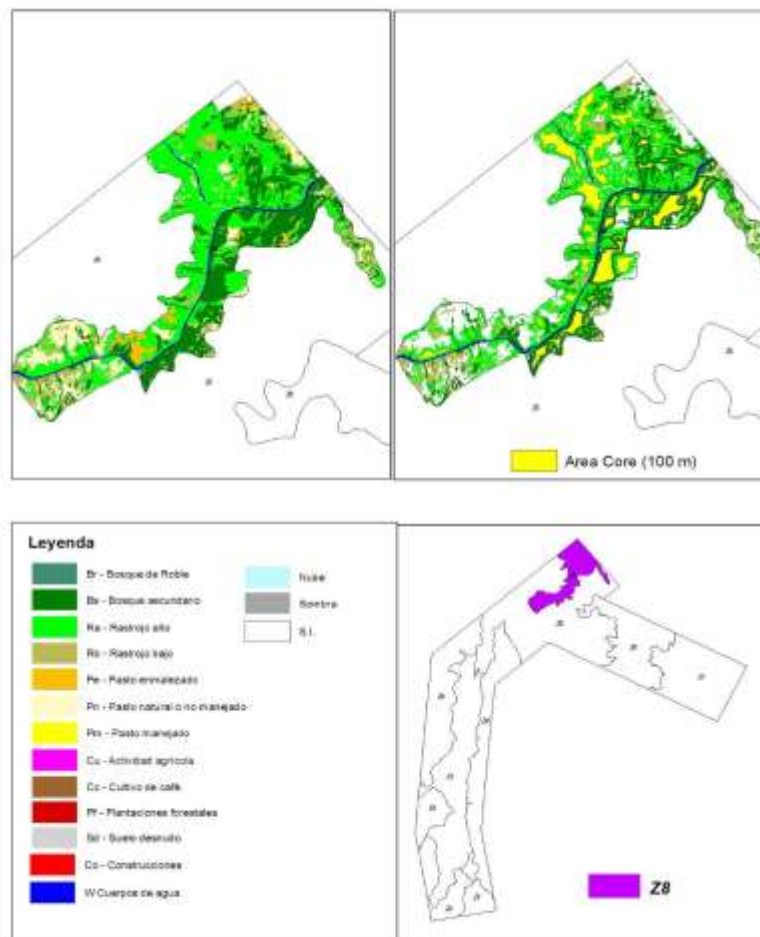 Area Core (100 m)
Leyenda
Br - Bosque de Roble
Bs - Bosque secundario
Ra - Rastrojo alto
Rb - Rastrojo bajo
Pe - Pasto enmalezado
Pn - Pasto natural o no manejado
Pm - Pasto manejado
Cu - Actividad agrícola
Cc - Cultivo de café
Pf - Plantaciones forestales
Sd - Suelo desnudo
Co - Construcciones
W Cuerpos de agua
Nube
Sombra
S.I.
Z8